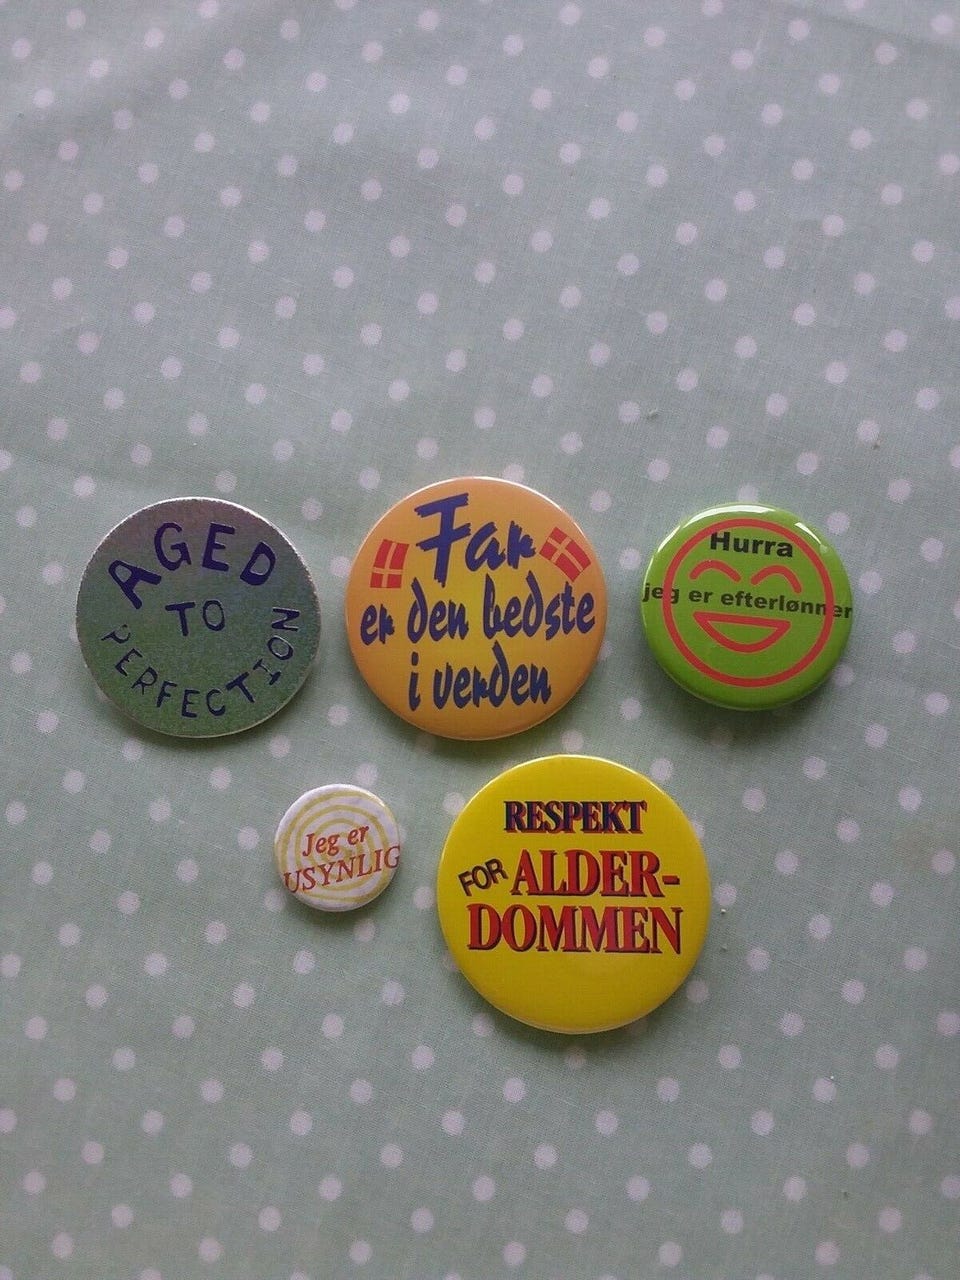 AGED
TO
PERFECTION
Far
er den bedste
i verden
Hurra
jeg er efterlønner
Jeg er
USYNLIG
RESPEKT
FOR ALDER-
DOMMEN